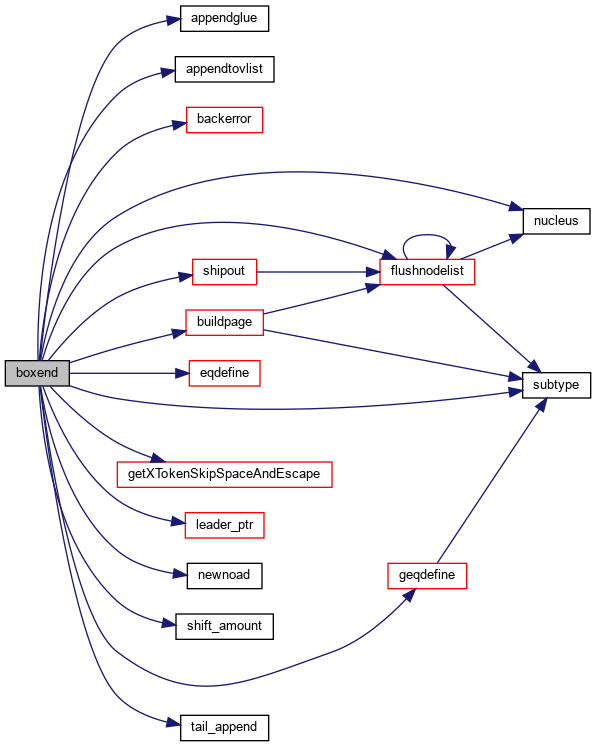 appendglue
appendtovlist
backerror
nucleus
shipout
flushnodelist
buildpage
boxend
eqdefine
subtype
getXTokenSkipSpaceAndEscape
leader_ptr
newnoad
geqdefine
shift_amount
tail_append